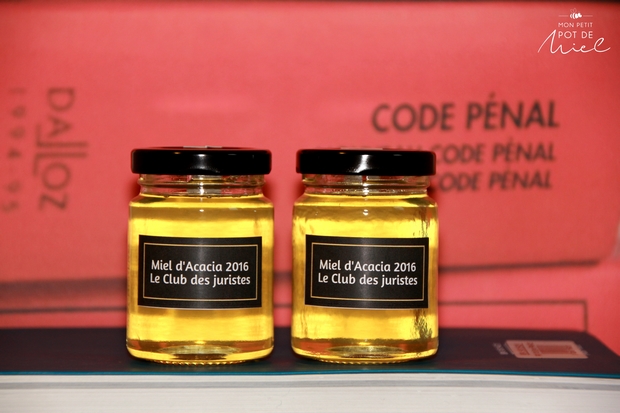 MON PETIT
POT DE
Miel
CODE PÉNAL
CODE PÉNAL
CODE PÉNAL
DALLOZ
1994-95
Miel d'Acacia 2016
Le Club des juristes
Miel d'Acacia 2016
Le Club des juristes